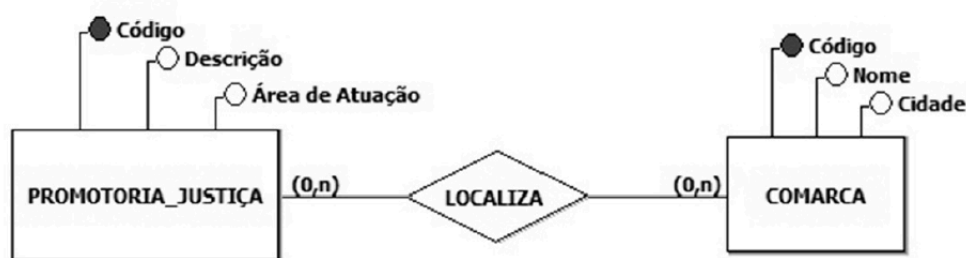 Código
Descrição
Área de Atuação
PROMOTORIA_JUSTIÇA
(0,n)
LOCALIZA
(0,n)
Código
Nome
Cidade
COMARCA